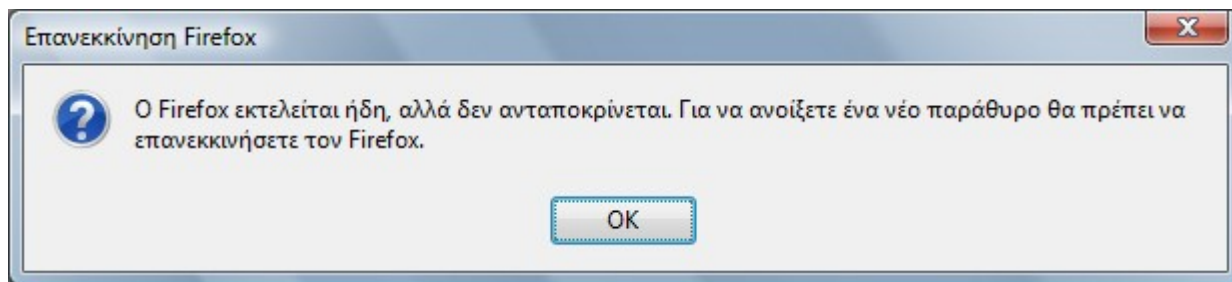 Επανεκκίνηση Firefox
Ο Firefox εκτελείται ήδη, αλλά δεν ανταποκρίνεται. Για να ανοίξετε ένα νέο παράθυρο θα πρέπει να
επανεκκινήσετε τον Firefox.
OK